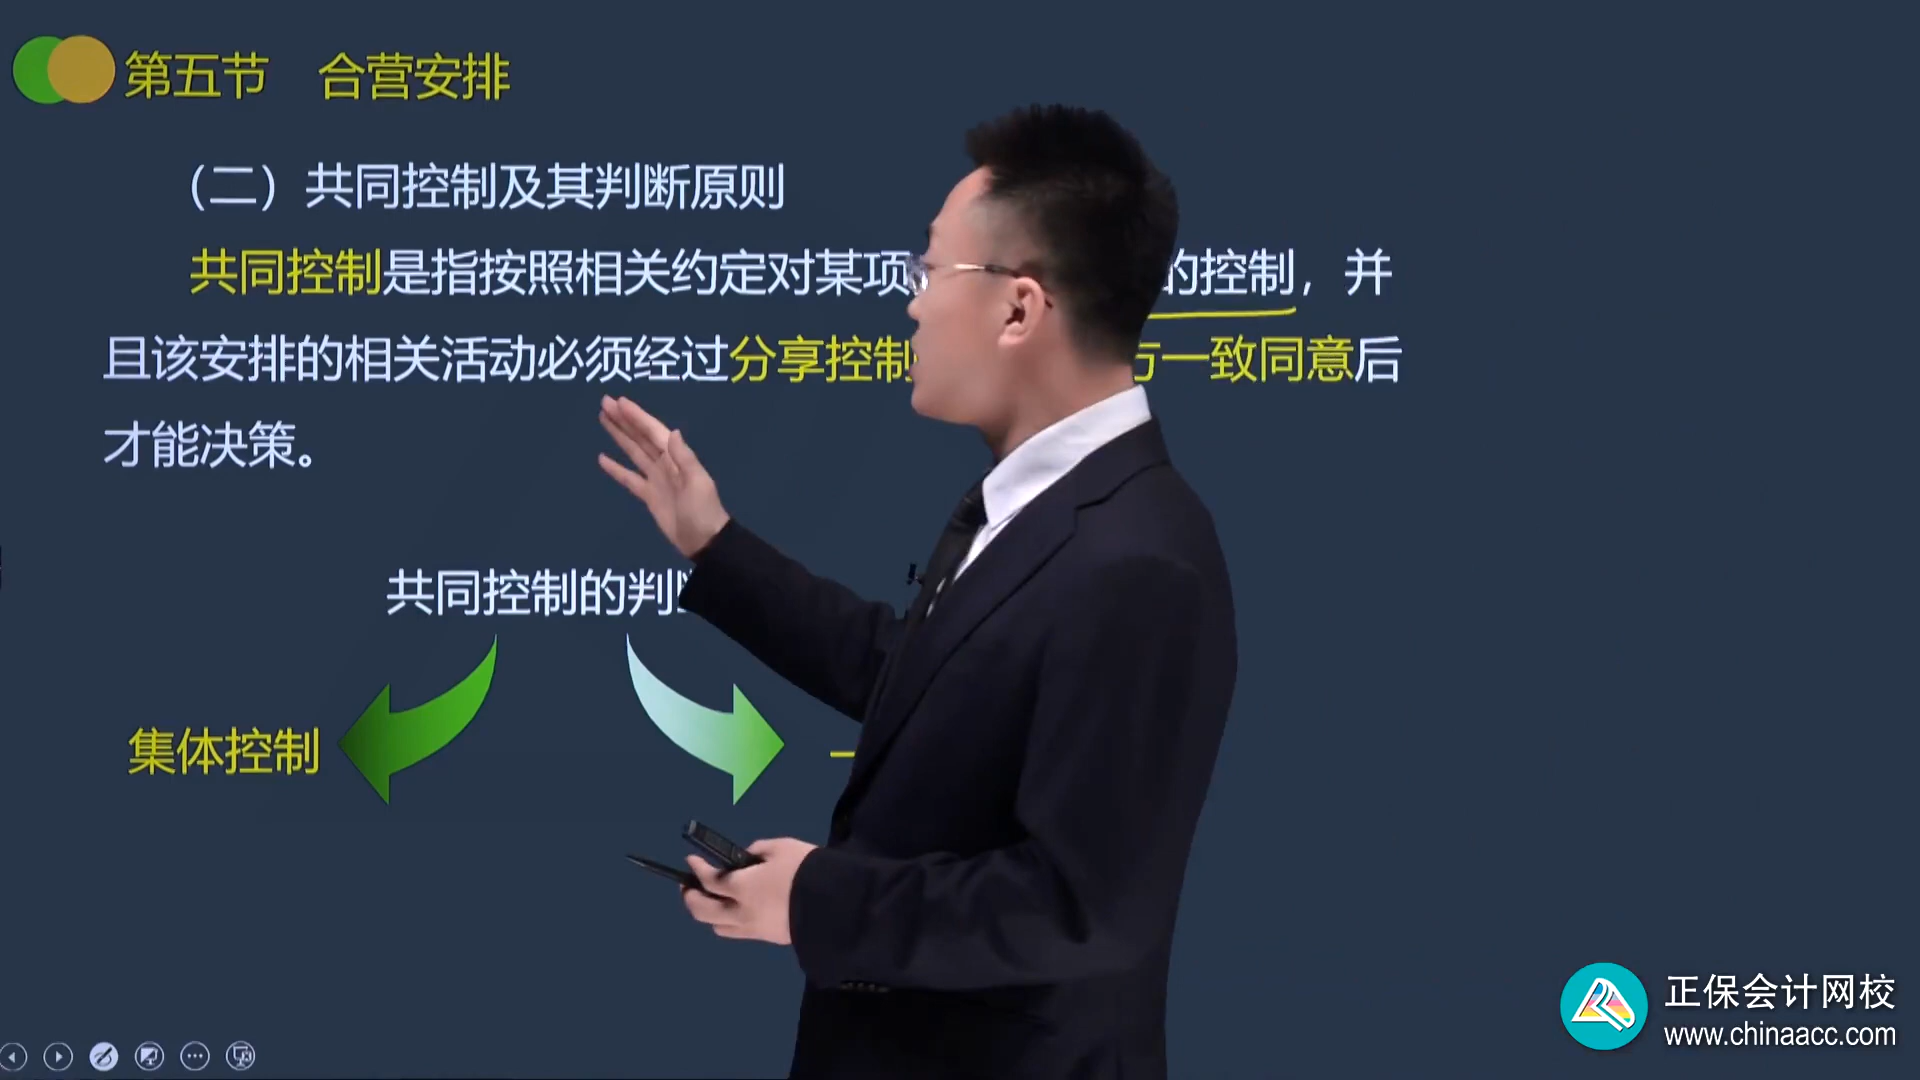 第五节 合营安排
（二）共同控制及其判断原则
共同控制是指按照相关约定对某项 的控制，并
且该安排的相关活动必须经过分享控制 方一致同意后
才能决策。
共同控制的判
集体控制
正保会计网校
www.chinaacc.com